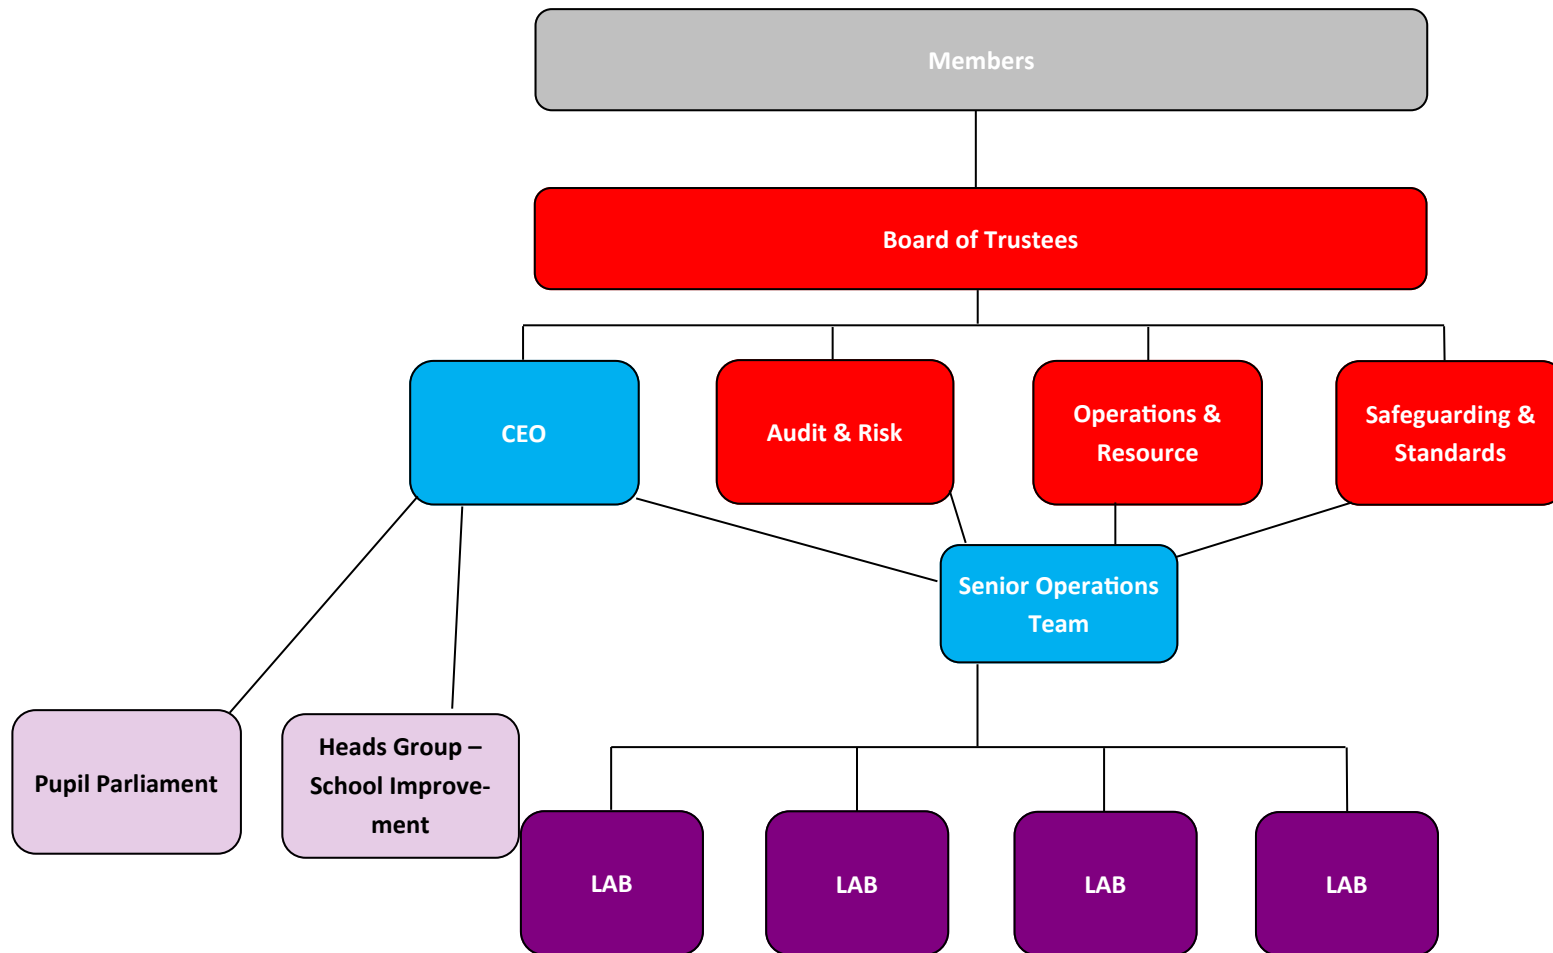 Members
Board of Trustees
CEO
Audit & Risk
Operations &
Resource
Safeguarding &
Standards
Senior Operations
Team
Pupil Parliament
Heads Group –
School Improve-
ment
LAB
LAB
LAB
LAB